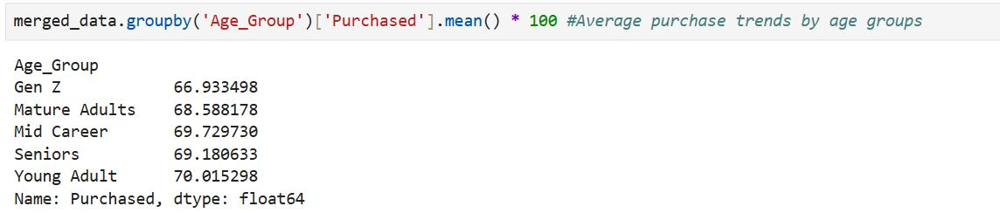 merged_data.groupby('Age_Group')['Purchased'].mean() * 100 #Average purchase trends by age groups
Age_Group
Gen Z            66.933498
Mature Adults    68.588178
Mid Career       69.729730
Seniors          69.180633
Young Adult      70.015298
Name: Purchased, dtype: float64